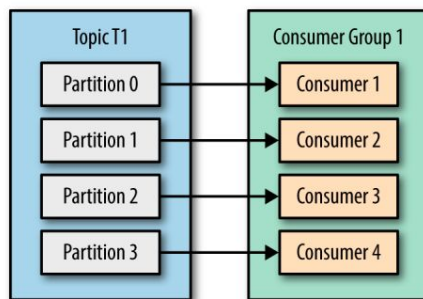 Topic T1
Partition 0
Partition 1
Partition 2
Partition 3
Consumer Group 1
Consumer 1
Consumer 2
Consumer 3
Consumer 4